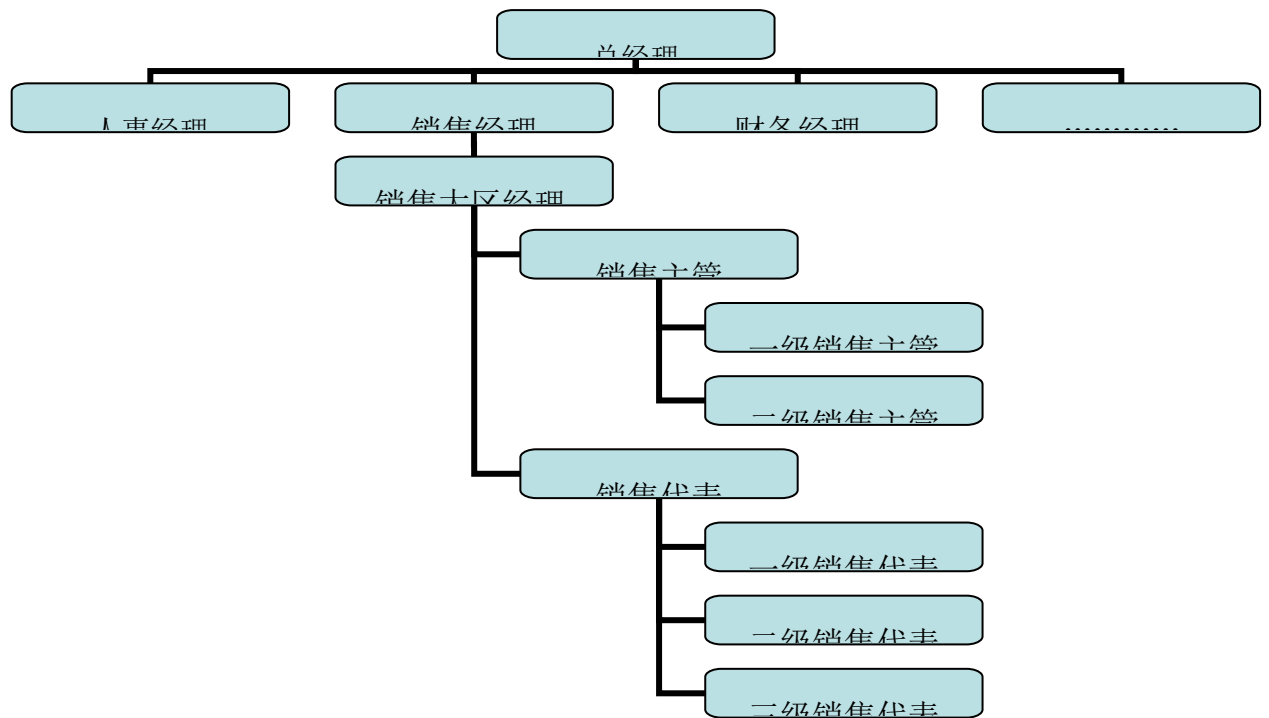 总经理
人事经理
销售经理
财务经理
…………
销售大区经理
销售主管
一级销售主管
二级销售主管
销售代表
一级销售代表
二级销售代表
三级销售代表